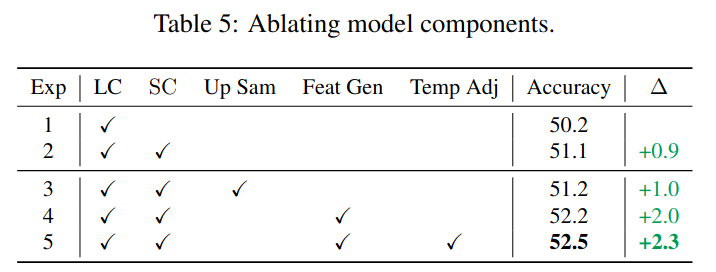 Table 5: Ablating model components.
Exp LC SC Up Sam Feat Gen Temp Adj Accuracy Δ
1 ✓ 50.2
2 ✓ ✓ 51.1 +0.9
3 ✓ ✓ ✓ 51.2 +1.0
4 ✓ ✓ ✓ 52.2 +2.0
5 ✓ ✓ ✓ ✓ 52.5 +2.3